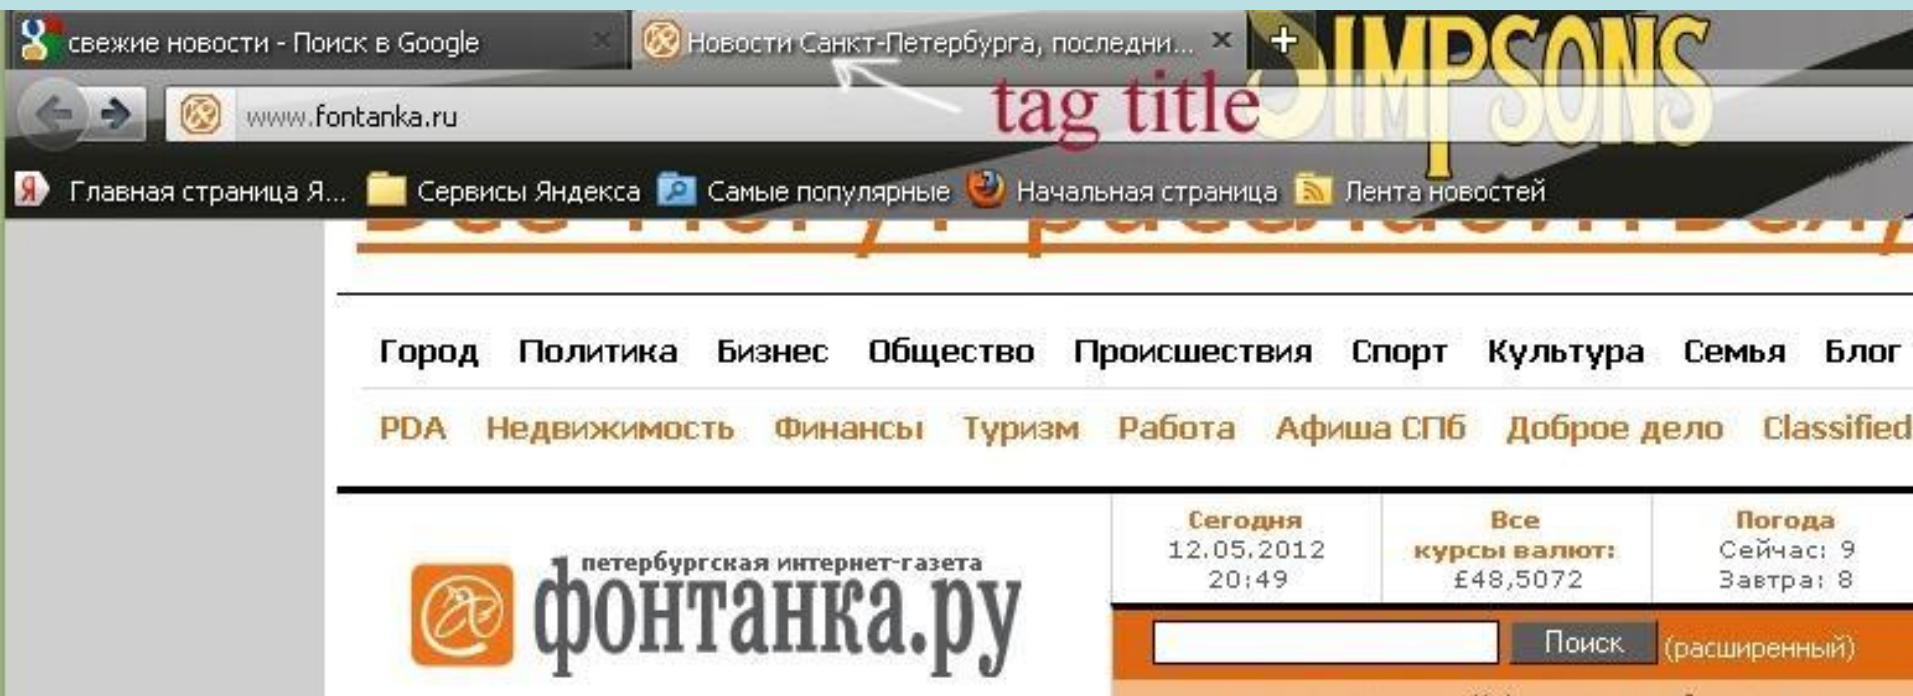 свежие новости - Поиск в Google
Новости Санкт-Петербурга, последни...
SIMPSONS
tag title
www.fontanka.ru
Главная страница Я... Сервисы Яндекса Самые популярные Начальная страница Лента новостей
Город Политика Бизнес Общество Происшествия Спорт Культура Семья Блог
PDA Недвижимость Финансы Туризм Работа Афиша СПб Доброе дело Classified
Сегодня
12.05.2012
20:49
Все
курсы валют:
£48,5072
Погода
Сейчас: 9
Завтра: 8
петербургская интернет-газета
фонтанка.ру
Поиск (расширенный)